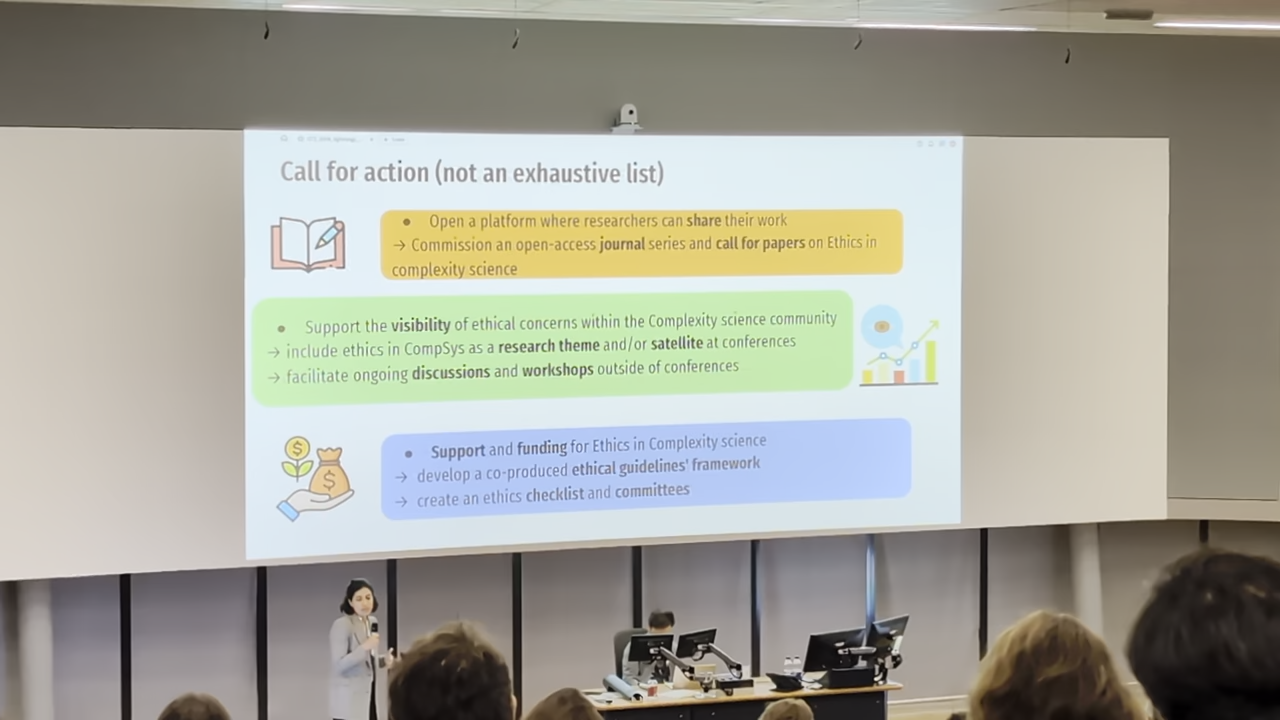 Call for action (not an exhaustive list)
• Open a platform where researchers can share their work
→ Commission an open-access journal series and call for papers on Ethics in
complexity science
• Support the visibility of ethical concerns within the Complexity science community
→ include ethics in CompSys as a research theme and/or satellite at conferences
→ facilitate ongoing discussions and workshops outside of conferences
$
$
• Support and funding for Ethics in Complexity science
→ develop a co-produced ethical guidelines' framework
→ create an ethics checklist and committees